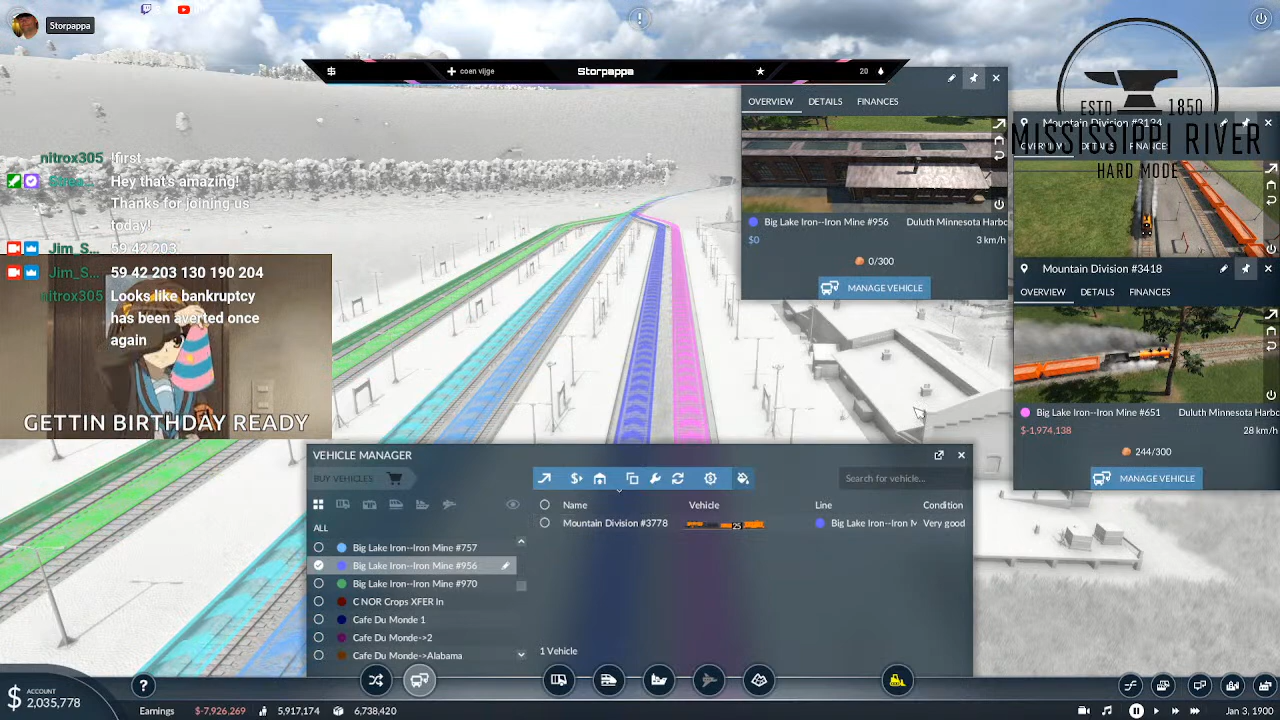 Storpappa
$
coen vijge
Storpappa
20
nitrox305 !first
Hey that's amazing!
Thanks for joining us
today!
Jim_S... 59 42 203
Jim_S... 59 42 203 130 190 204
nitrox305 Looks like bankruptcy
has been averted once
again
GETTIN BIRTHDAY READY
OVERVIEW DETAILS FINANCES
Big Lake Iron--Iron Mine #956 Duluth Minnesota Harbo
$0 3 km/h
0/300
MANAGE VEHICLE
ESTD 1850
MISSISSIPPI RIVER
HARD MODE
Mountain Division #3134
OVERVIEW DETAILS FINANCES
Mountain Division #3418
OVERVIEW DETAILS FINANCES
Big Lake Iron--Iron Mine #651 Duluth Minnesota Harbo
$-1,974,138 28 km/h
244/300
MANAGE VEHICLE
VEHICLE MANAGER
BUY VEHICLES
Search for vehicle...
Name Vehicle Line Condition
Mountain Division #3778 25 Big Lake Iron--Iron M Very good
ALL
Big Lake Iron--Iron Mine #757
Big Lake Iron--Iron Mine #956
Big Lake Iron--Iron Mine #970
C NOR Crops XFER In
Cafe Du Monde 1
Cafe Du Monde->2
Cafe Du Monde->Alabama
1 Vehicle
$ ACCOUNT
2,035,778
?
Earnings $-7,926,269 5,917,174 6,738,420
Jan 3, 1900